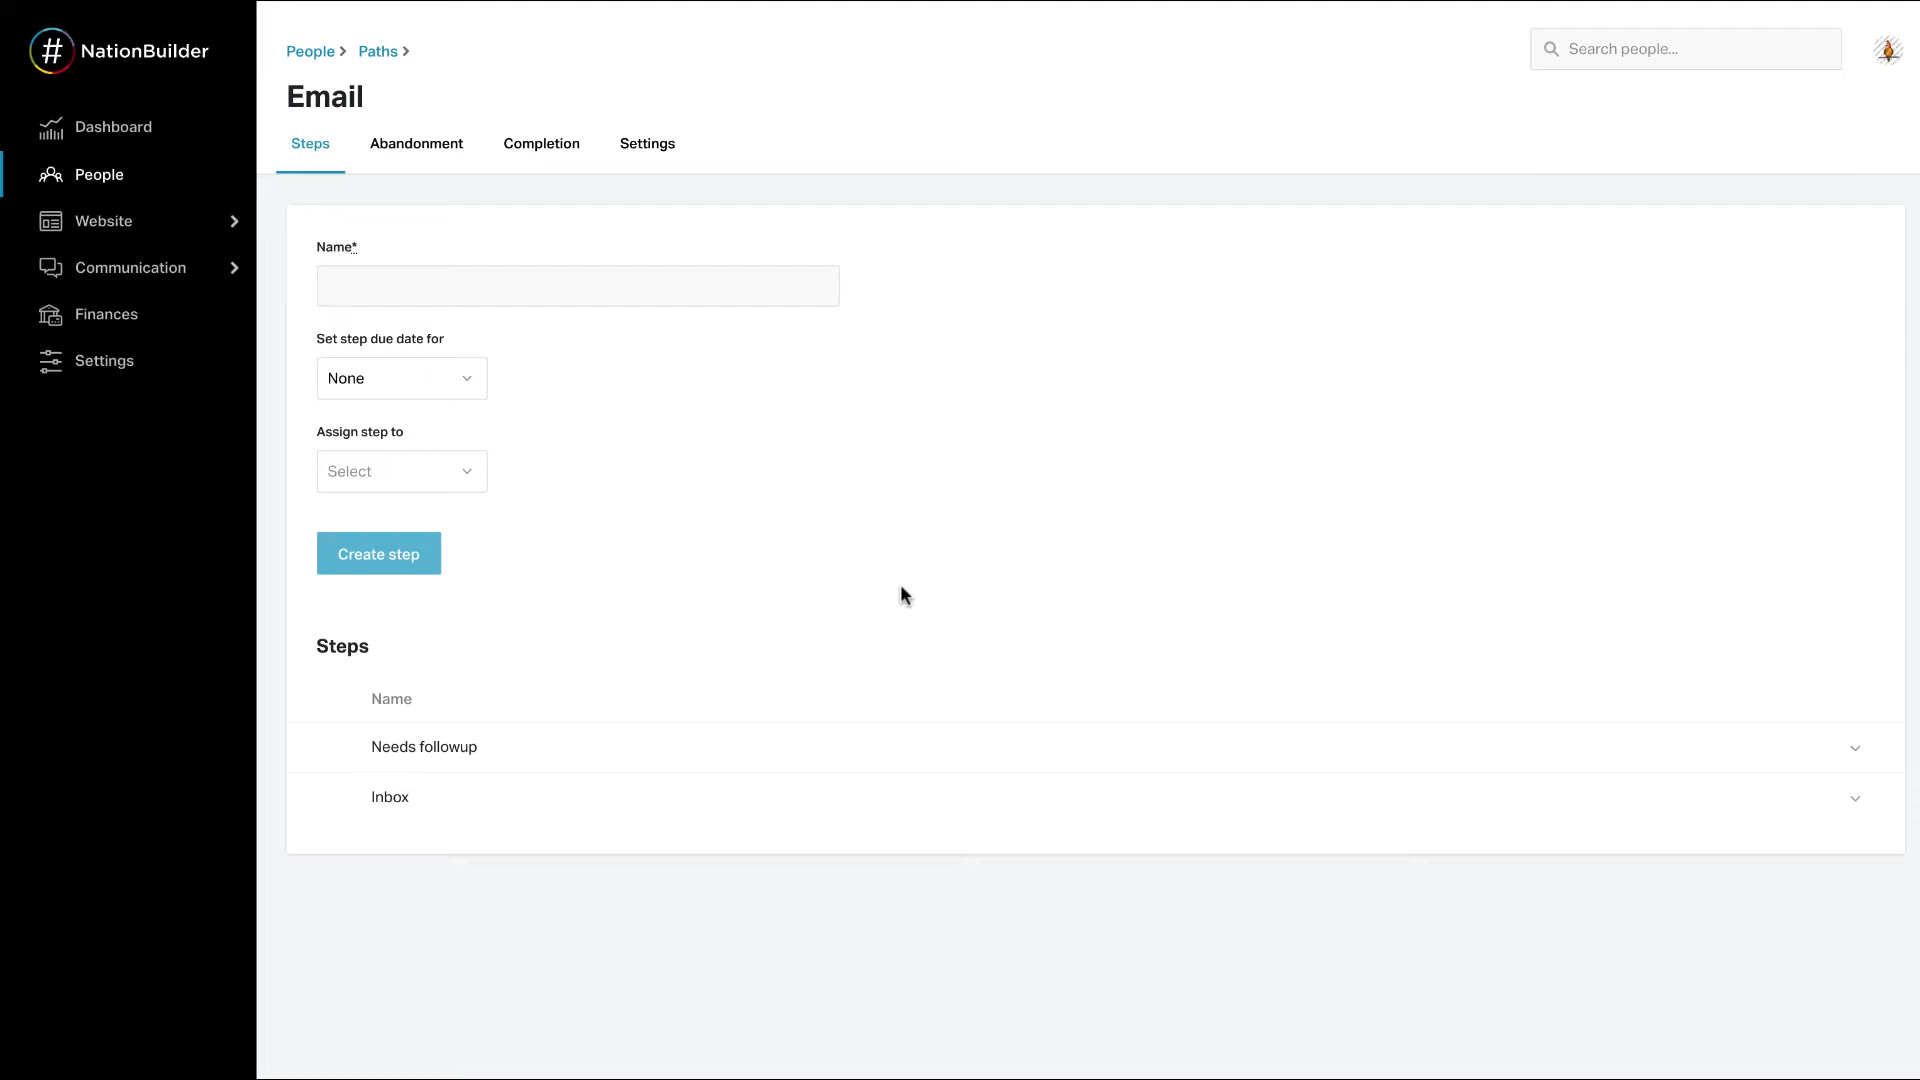 # NationBuilder
Dashboard
People
Website
Communication
Finances
Settings
People Paths
Search people...
Email
Steps Abandonment Completion Settings
Name*
Set step due date for
None
Assign step to
Select
Create step
Steps
Name
Needs followup
Inbox